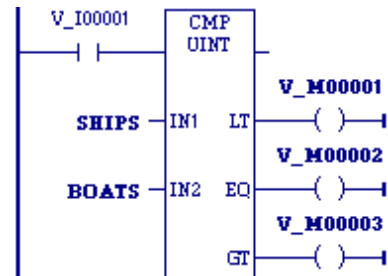 V_I00001 CMP
UINT
V_M00001
SHIPS IN1 LT
V_M00002
BOATS IN2 EQ
V_M00003
GT